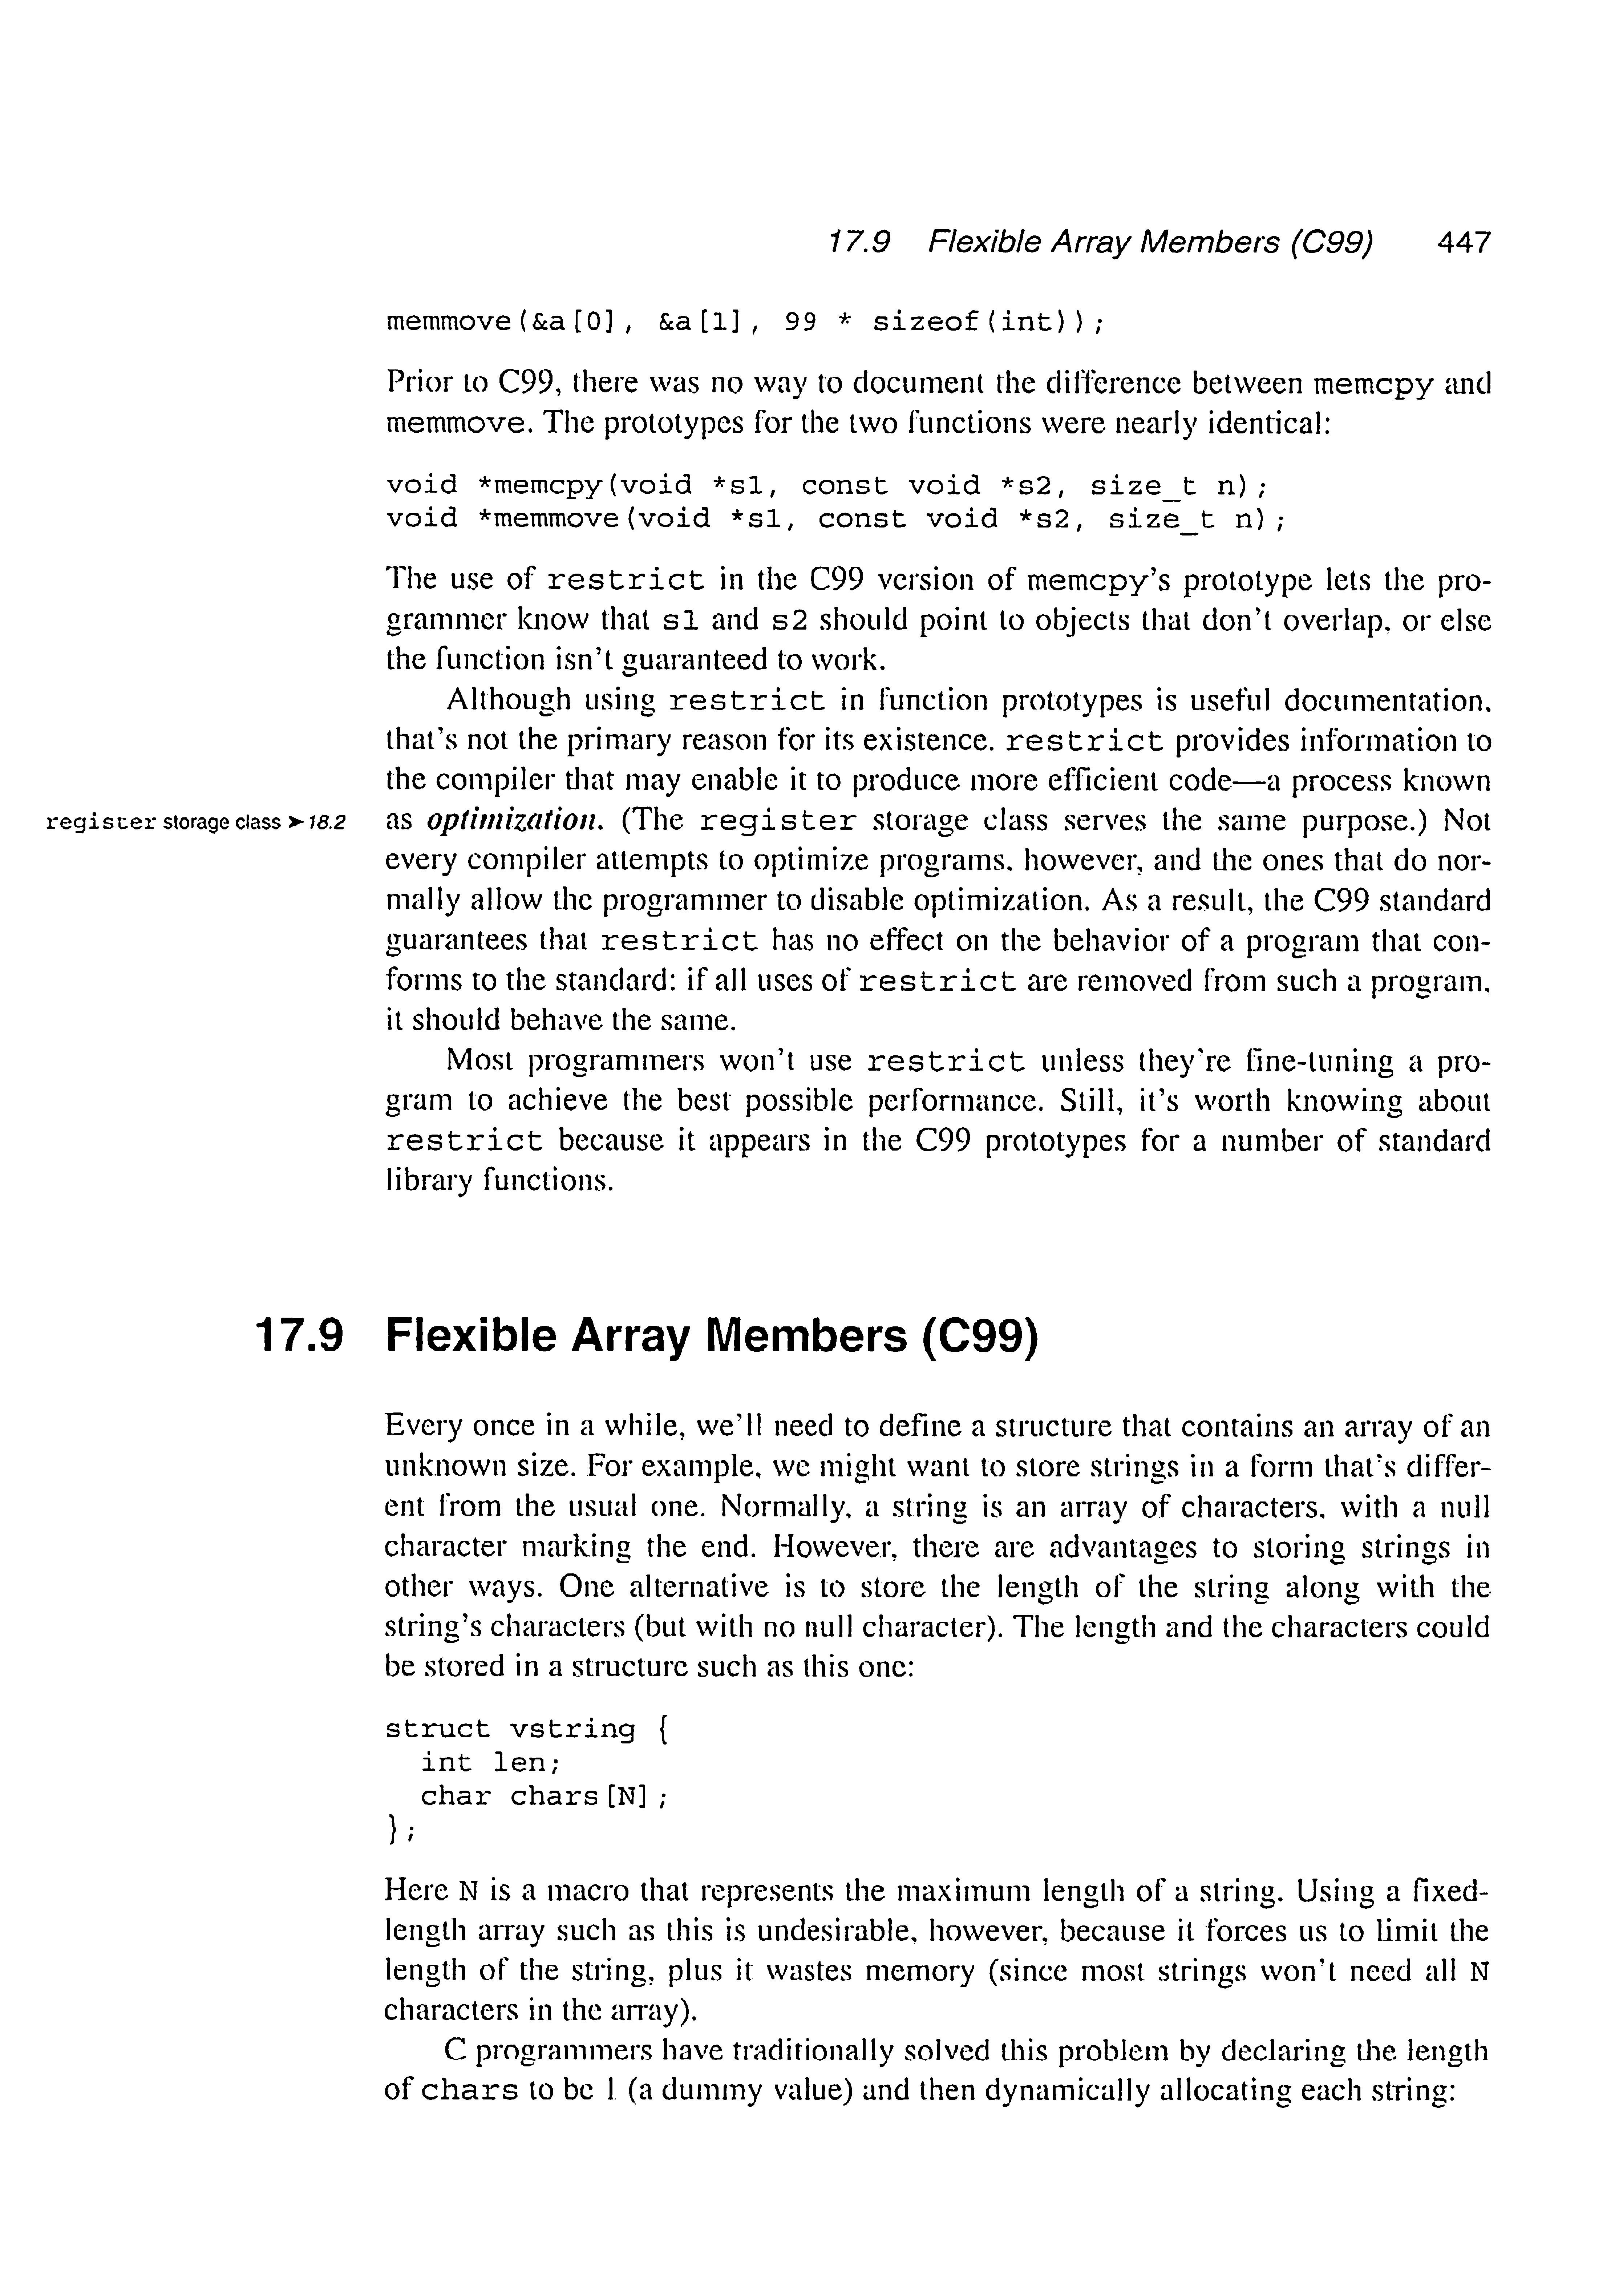 17.9 Flexible Array Members (C99) 447
memmove(&a[0], &a[1], 99 * sizeof(int));
Prior to C99, there was no way to document the difference between memcpy and
memmove. The prototypes for the two functions were nearly identical:
void *memcpy(void *s1, const void *s2, size_t n);
void *memmove(void *s1, const void *s2, size_t n);
The use of restrict in the C99 version of memcpy's prototype lets the pro-
grammer know that s1 and s2 should point to objects that don't overlap, or else
the function isn't guaranteed to work.
Although using restrict in function prototypes is useful documentation,
that's not the primary reason for its existence. restrict provides information to
the compiler that may enable it to produce more efficient code—a process known
register storage class ➤ 18.2 as optimization. (The register storage class serves the same purpose.) Not
every compiler attempts to optimize programs, however, and the ones that do nor-
mally allow the programmer to disable optimization. As a result, the C99 standard
guarantees that restrict has no effect on the behavior of a program that con-
forms to the standard: if all uses of restrict are removed from such a program,
it should behave the same.
Most programmers won't use restrict unless they're fine-tuning a pro-
gram to achieve the best possible performance. Still, it's worth knowing about
restrict because it appears in the C99 prototypes for a number of standard
library functions.
17.9 Flexible Array Members (C99)
Every once in a while, we'll need to define a structure that contains an array of an
unknown size. For example, we might want to store strings in a form that's differ-
ent from the usual one. Normally, a string is an array of characters, with a null
character marking the end. However, there are advantages to storing strings in
other ways. One alternative is to store the length of the string along with the
string's characters (but with no null character). The length and the characters could
be stored in a structure such as this one:
struct vstring {
int len;
char chars[N];
};
Here N is a macro that represents the maximum length of a string. Using a fixed-
length array such as this is undesirable, however, because it forces us to limit the
length of the string, plus it wastes memory (since most strings won't need all N
characters in the array).
C programmers have traditionally solved this problem by declaring the length
of chars to be 1 (a dummy value) and then dynamically allocating each string: